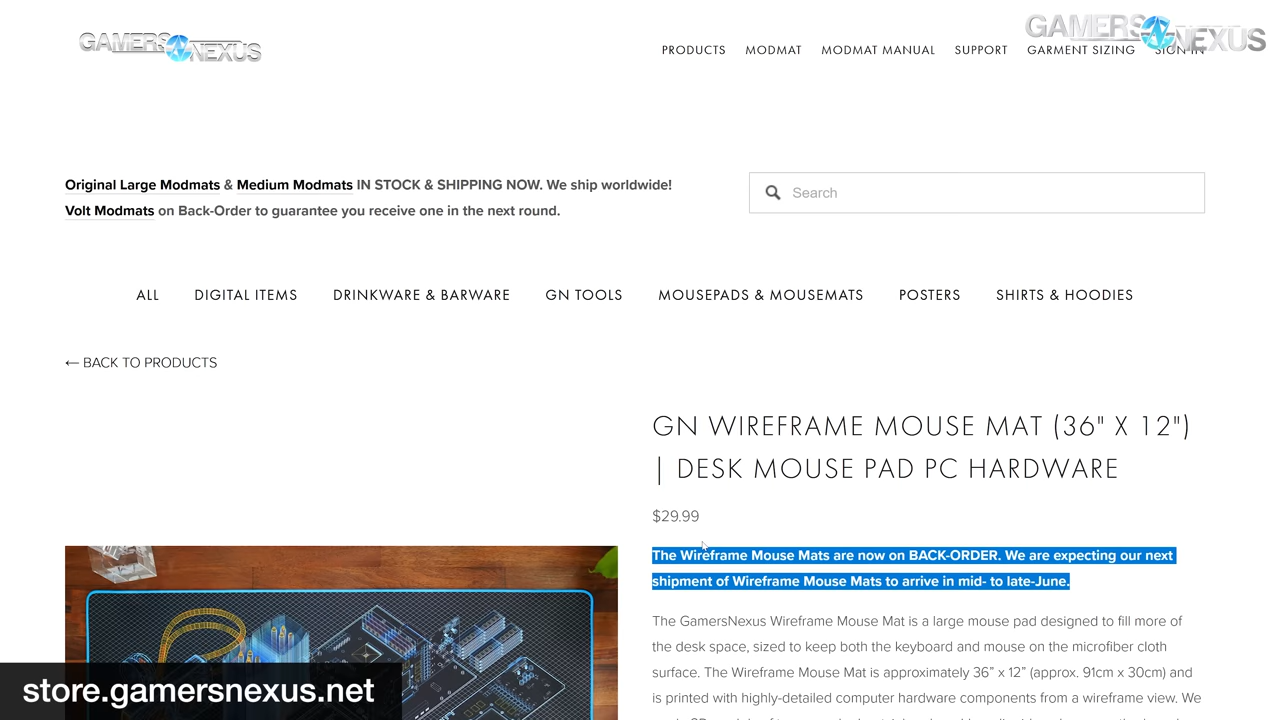 GAMERS NEXUS
GAMERS NEXUS
PRODUCTS MODMAT MODMAT MANUAL SUPPORT GARMENT SIZING SIGN IN
Original Large Modmats & Medium Modmats IN STOCK & SHIPPING NOW. We ship worldwide!
Volt Modmats on Back-Order to guarantee you receive one in the next round.
Search
ALL DIGITAL ITEMS DRINKWARE & BARWARE GN TOOLS MOUSEPADS & MOUSEMATS POSTERS SHIRTS & HOODIES
← BACK TO PRODUCTS
GN WIREFRAME MOUSE MAT (36" X 12")
| DESK MOUSE PAD PC HARDWARE
$29.99
The Wireframe Mouse Mats are now on BACK-ORDER. We are expecting our next
shipment of Wireframe Mouse Mats to arrive in mid- to late-June.
The GamersNexus Wireframe Mouse Mat is a large mouse pad designed to fill more of
the desk space, sized to keep both the keyboard and mouse on the microfiber cloth
surface. The Wireframe Mouse Mat is approximately 36” x 12” (approx. 91cm x 30cm) and
is printed with highly-detailed computer hardware components from a wireframe view. We
store.gamersnexus.net